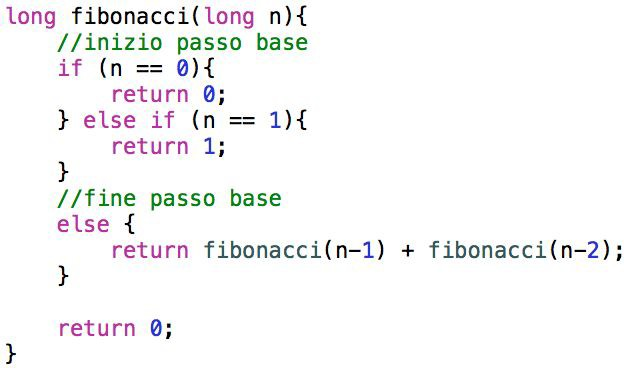 long fibonacci(long n){
    //inizio passo base
    if (n == 0){
        return 0;
    } else if (n == 1){
        return 1;
    }
    //fine passo base
    else {
        return fibonacci(n-1) + fibonacci(n-2);
    }

    return 0;
}